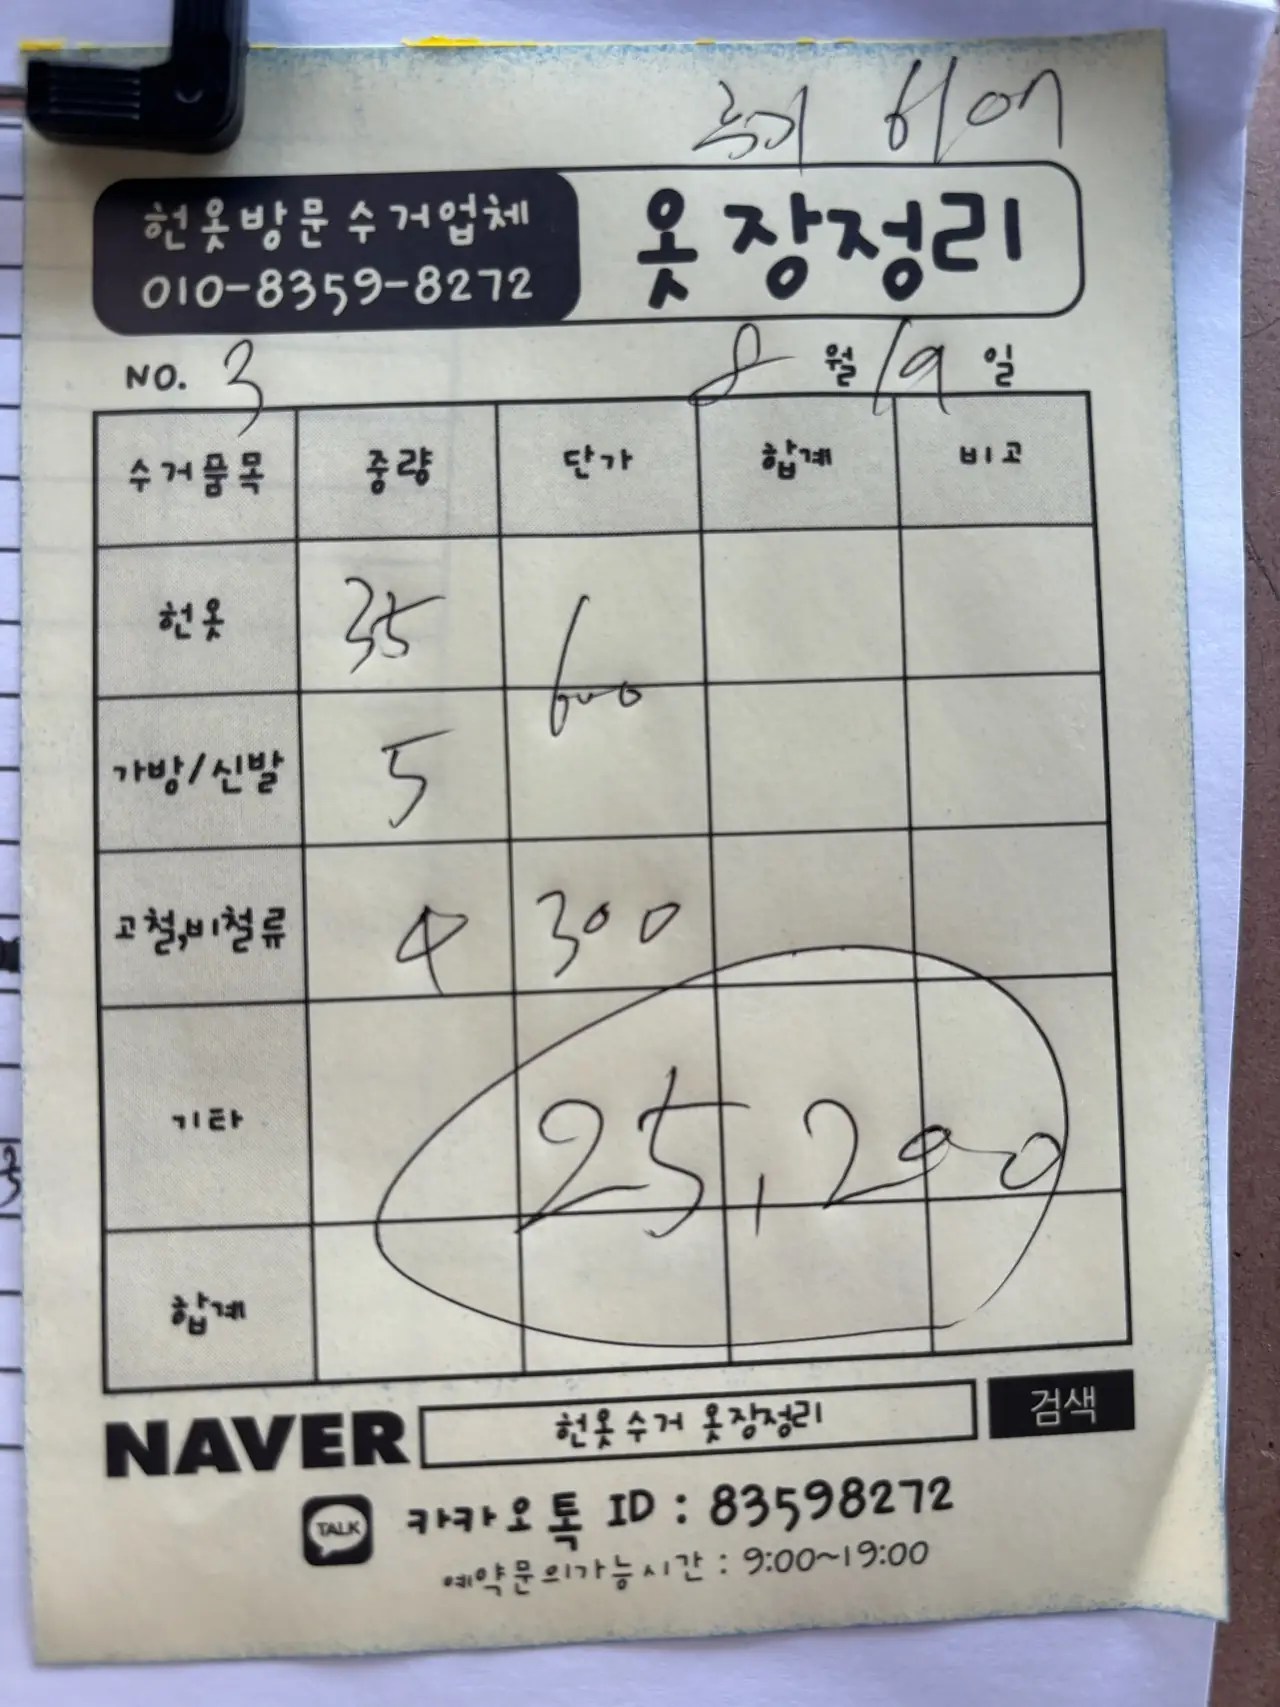 헌옷방문수거업체
010-8359-8272
옷장정리
NO. 3 8월 19일
수거품목 중량 단가 합계 비고
헌옷 35
600
가방/신발 5
고철,비철류 4 300
기타
25,200
합계
NAVER 헌옷수거 옷장정리 검색
TALK 카카오톡 ID : 83598272
예약문의가능시간 : 9:00~19:00